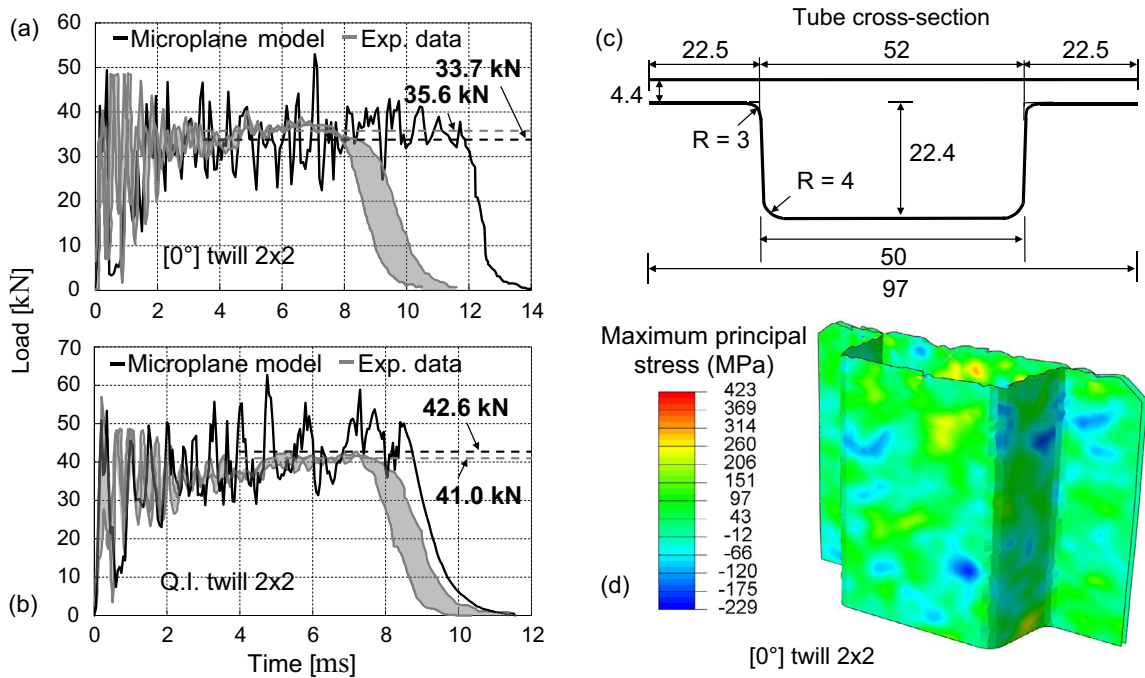 (a)
60
50
40
30
20
10
0
Microplane model
Exp. data
33.7 kN
35.6 kN
[0°] twill 2x2
0 2 4 6 8 10 12 14
Load [kN]
70
60
50
40
30
20
10
0
Microplane model
Exp. data
42.6 kN
41.0 kN
Q.I. twill 2x2
(b)
0 2 4 6 8 10 12 14
Time [ms]
(c)
Tube cross-section
22.5 52 22.5
4.4
R = 3
22.4
R = 4
50
97
Maximum principal
stress (MPa)
423
369
314
260
206
151
97
43
-12
-66
-120
-175
-229
(d)
[0°] twill 2x2